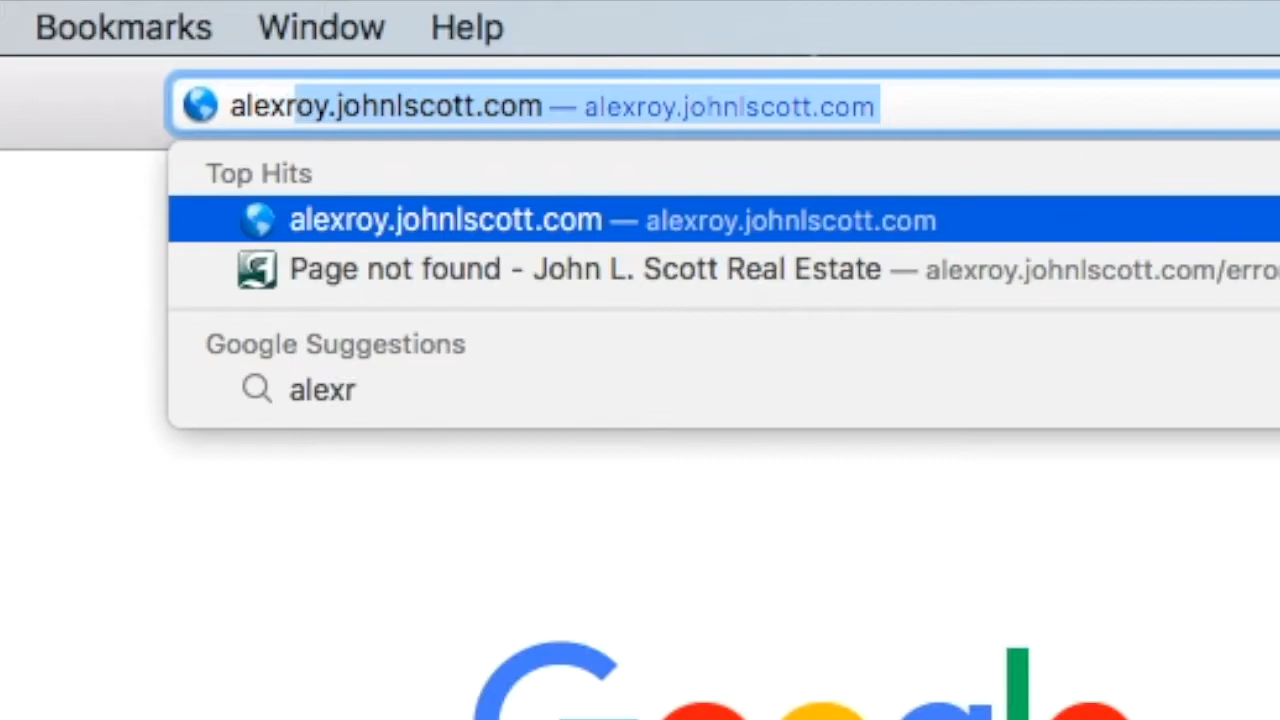 Bookmarks Window Help
alexroy.johnlscott.com — alexroy.johnlscott.com
Top Hits
alexroy.johnlscott.com — alexroy.johnlscott.com
Page not found - John L. Scott Real Estate — alexroy.johnlscott.com/erro
Google Suggestions
alexr
Google